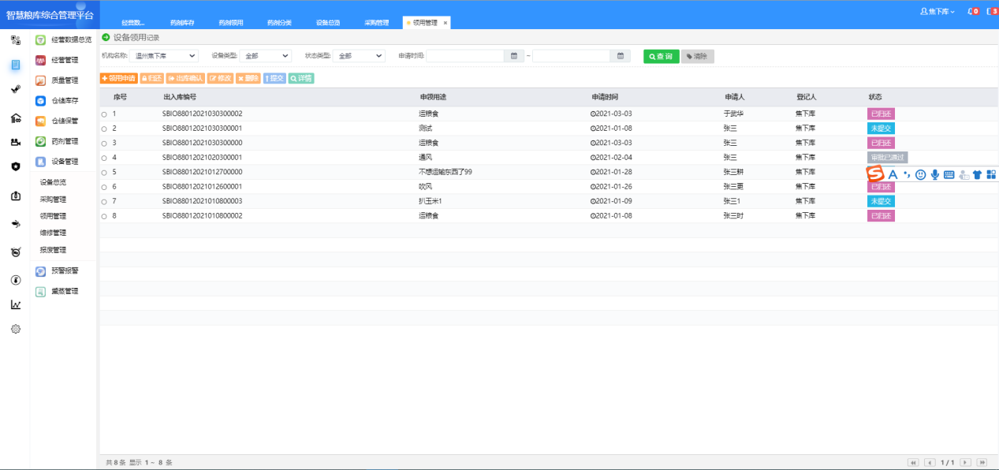 智慧粮库综合管理平台
经营数... 药剂库存 药剂领用 药剂分类 设备总览 采购管理 领用管理 ×
焦下库 0 3
经营数据总览
经营管理
质量管理
仓储库存
仓储保管
药剂管理
设备管理
设备总览
采购管理
领用管理
维修管理
报废管理
预警报警
熏蒸管理
设备领用记录
机构名称: 温州焦下库 设备类型: 全部 状态类型: 全部 申请时间: ~ 查询 清除
领用申请 归还 出库确认 修改 删除 提交 详情
序号 出入库编号 申领用途 申请时间 申请人 登记人 状态
1 SBIO88012021030300002 运粮食 2021-03-03 于武华 焦下库 已归还
2 SBIO88012021030300001 测试 2021-01-08 张三 焦下库 未提交
3 SBIO88012021030300000 运粮食 2021-03-03 张三 焦下库 已归还
4 SBIO88012021020300001 通风 2021-02-04 张三 焦下库 审批已通过
5 SBIO88012021012700000 不想运输东西了99 2021-01-28 张三耕 焦下库
6 SBIO88012021012600001 吹风 2021-01-26 张三更 焦下库 已归还
7 SBIO88012021010800003 扒玉米1 2021-01-09 张三1 焦下库 未提交
8 SBIO88012021010800002 运粮食 2021-01-08 张三时 焦下库 已归还
共 8 条 显示 1 ~ 8 条
1 / 1